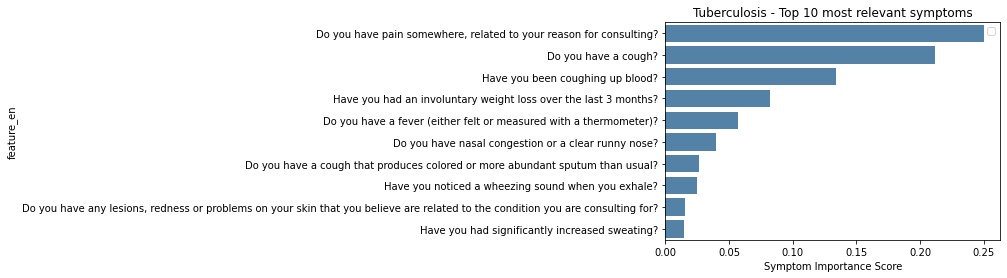 Tuberculosis - Top 10 most relevant symptoms
Do you have pain somewhere, related to your reason for consulting?
Do you have a cough?
Have you been coughing up blood?
Have you had an involuntary weight loss over the last 3 months?
Do you have a fever (either felt or measured with a thermometer)?
Do you have nasal congestion or a clear runny nose?
Do you have a cough that produces colored or more abundant sputum than usual?
Have you noticed a wheezing sound when you exhale?
Do you have any lesions, redness or problems on your skin that you believe are related to the condition you are consulting for?
Have you had significantly increased sweating?
feature_en
0.00 0.05 0.10 0.15 0.20 0.25
Symptom Importance Score